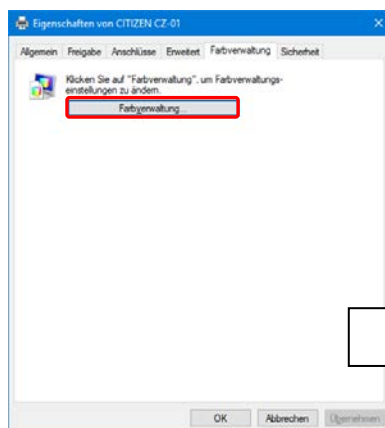 Eigenschaften von CITIZEN CZ-01
Allgemein Freigabe Anschlüsse Erweitert Farbverwaltung Sicherheit
Klicken Sie auf "Farbverwaltung", um Farbverwaltungs-
einstellungen zu ändern.
Farbverwaltung...
OK Abbrechen Übernehmen